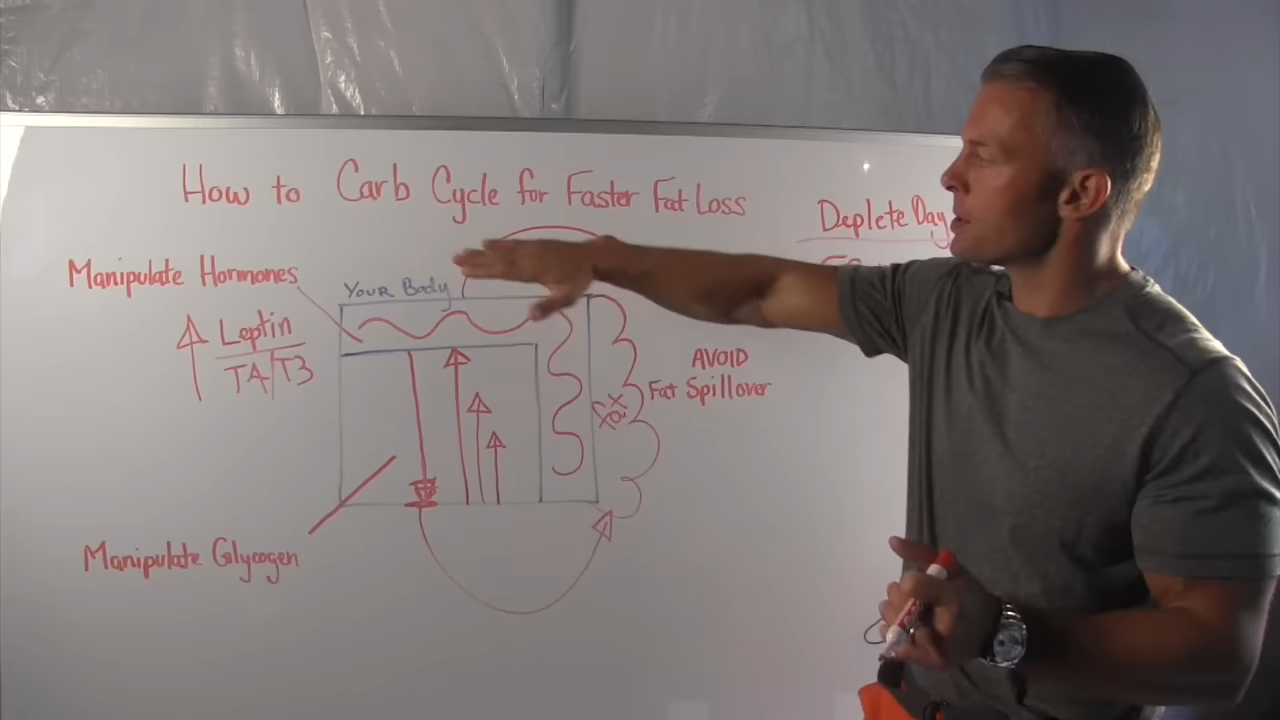 How to Carb Cycle for Faster Fat Loss
Deplete Day
Manipulate Hormones
Your Body
Leptin
T4/T3
AVOID
Fat Spillover
fat
Manipulate Glycogen